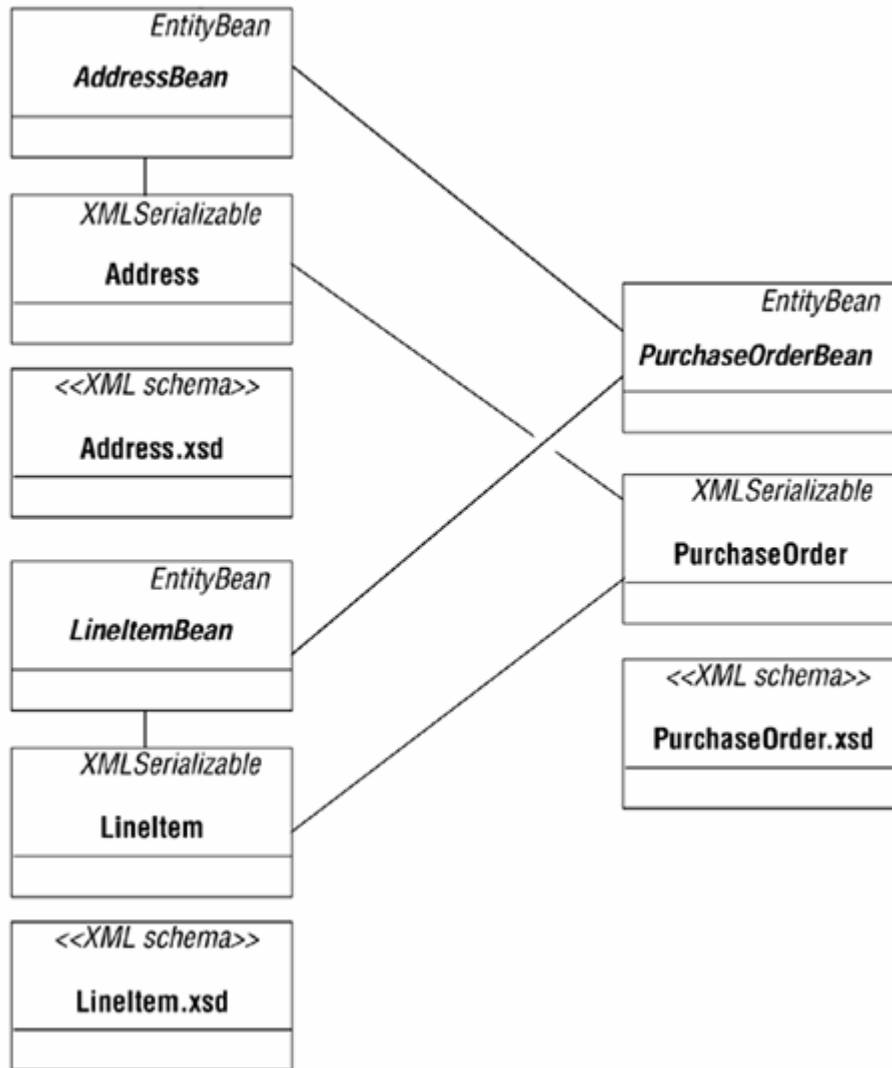 EntityBean
AddressBean
XMLSerializable
Address
<<XML schema>>
Address.xsd
EntityBean
LineItemBean
XMLSerializable
LineItem
<<XML schema>>
LineItem.xsd
EntityBean
PurchaseOrderBean
XMLSerializable
PurchaseOrder
<<XML schema>>
PurchaseOrder.xsd